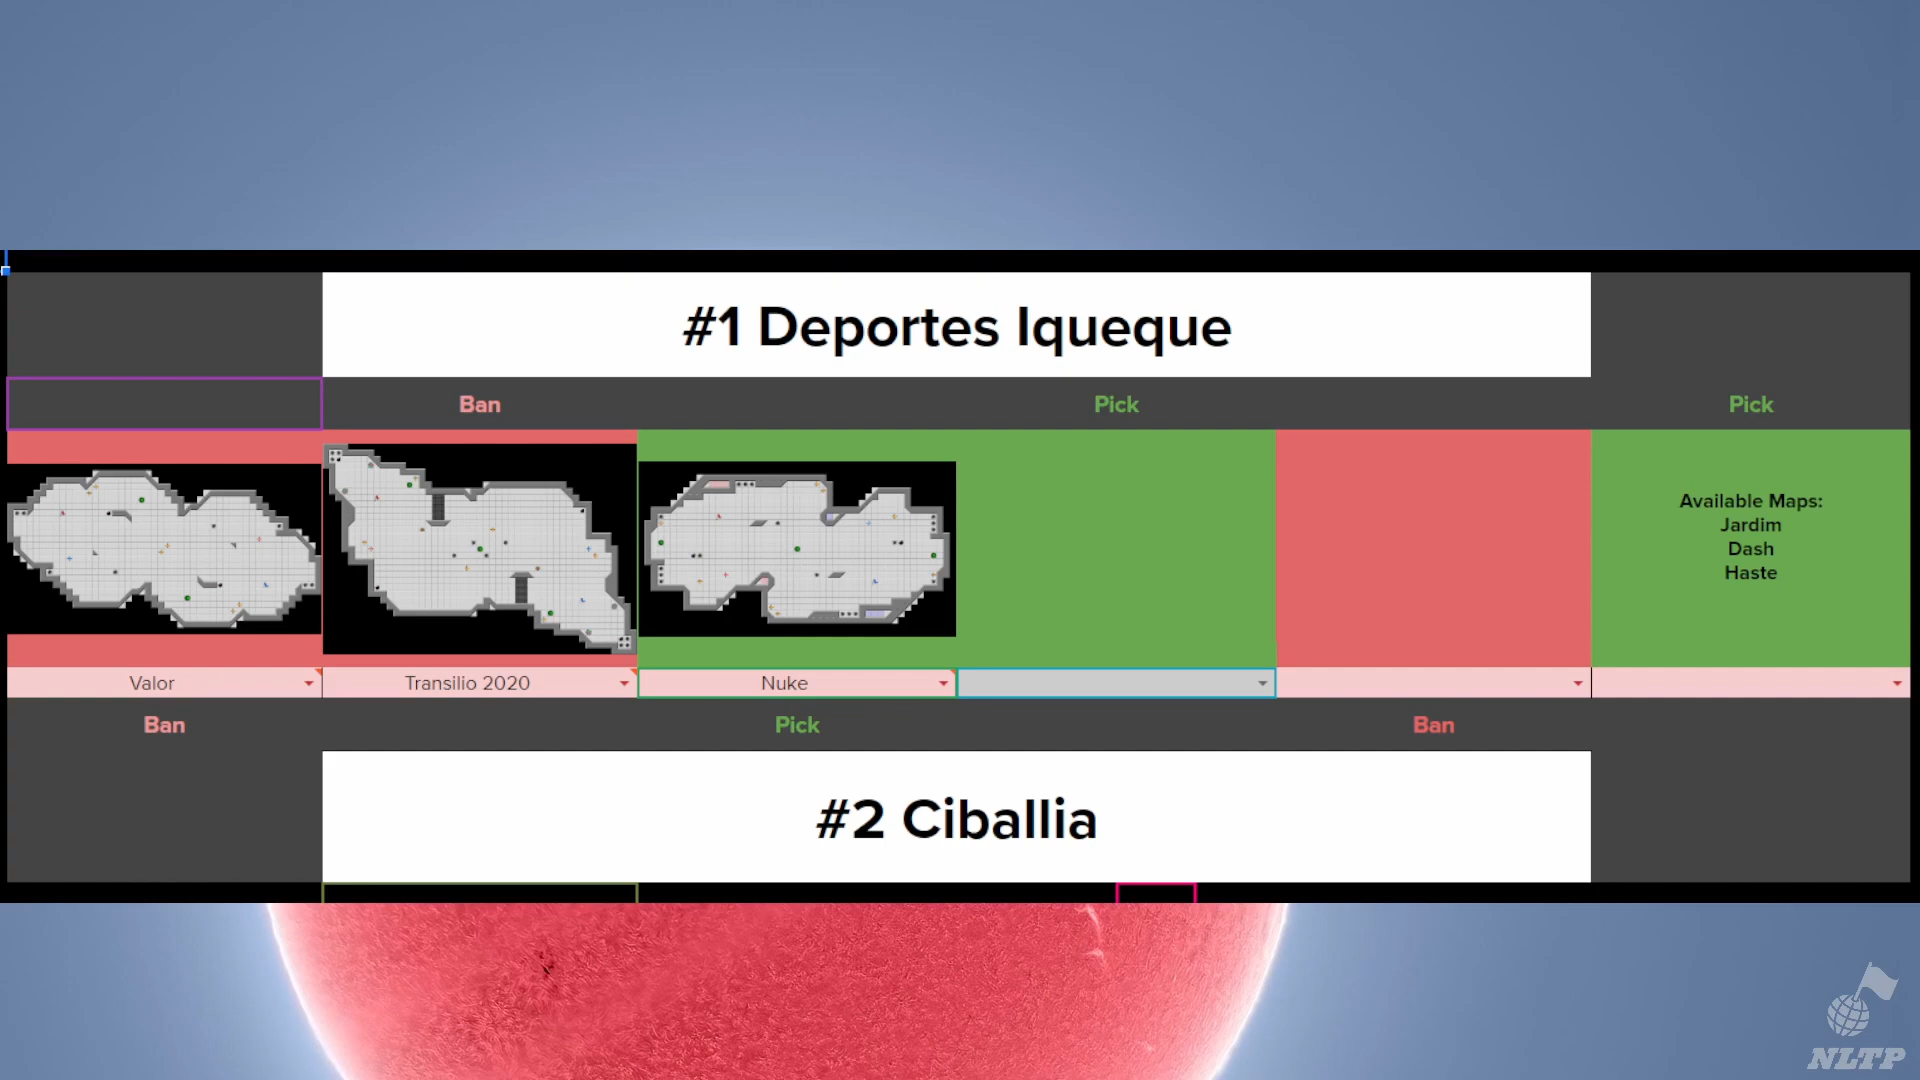 #1 Deportes Iqueque
Ban Pick Pick
Available Maps:
Jardim
Dash
Haste
Valor Transilio 2020 Nuke
Ban Pick Ban
#2 Ciballia
NLTP